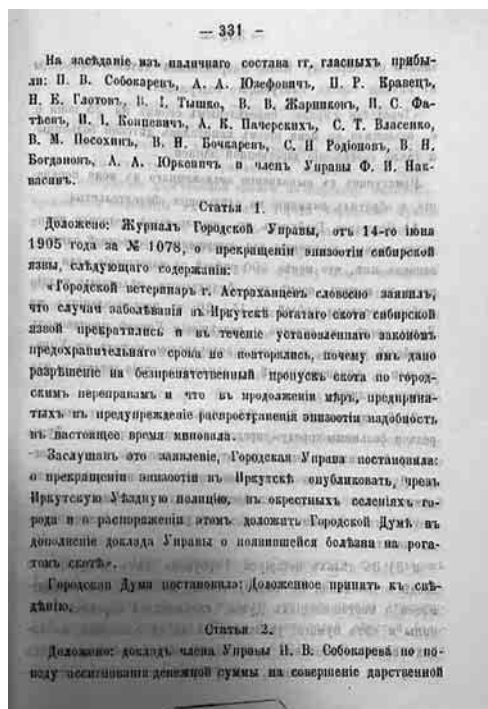 — 331 —
На засѣданіе изъ наличнаго состава гг. гласныхъ прибы-
ли: П. В. Собокаревъ, А. А. Юзефовичъ, П. Р. Кравецъ,
Н. Е. Глотовъ, В. І. Тышко, В. В. Жарниковъ, П. С. Фа-
тѣевъ, И. І. Концевичъ, А. К. Пачерскихъ, С. Т. Власенко,
В. М. Посохинъ, В. Н. Бочкаревъ, С. И Родіоновъ, В. Н.
Богдановъ, А. А. Юркевичъ и членъ Управы Ф. И. Нак-
васинъ.
Статья 1.
Доложено: Журналъ Городской Управы, отъ 14-го іюня
1905 года за № 1078, о прекращеніи эпизоотіи сибирской
язвы, слѣдующаго содержанія:
«Городской ветеринаръ г. Астраханцевъ словесно заявилъ,
что случаи заболѣванія въ Иркутскѣ рогатаго скота сибирской
язвой прекратились и въ теченіе установленнаго закономъ
предохранительнаго срока не повторялись, почему имъ дано
разрѣшеніе на безпрепятственный пропускъ скота по город-
скимъ переправамъ и что въ продолженіи мѣръ, предприня-
тыхъ въ предупрежденіе распространенія эпизоотіи надобность
въ настоящее время миновала.
Заслушавъ это заявленіе, Городская Управа постановила:
о прекращеніи эпизоотіи въ Иркутскѣ опубликовать, чрезъ
Иркутскую Уѣздную полицію, въ окрестныхъ селеніяхъ го-
рода и о распоряженіи этомъ доложить Городской Думѣ въ
дополненіе доклада Управы о появившейся болѣзни на рога-
томъ скотѣ».
Городская Дума постановила: Доложенное принять къ свѣ-
дѣнію.
Статья 2.
Доложено: докладъ члена Управы П. В. Собокарева по по-
воду ассигнованія денежной суммы на совершеніе дарственной